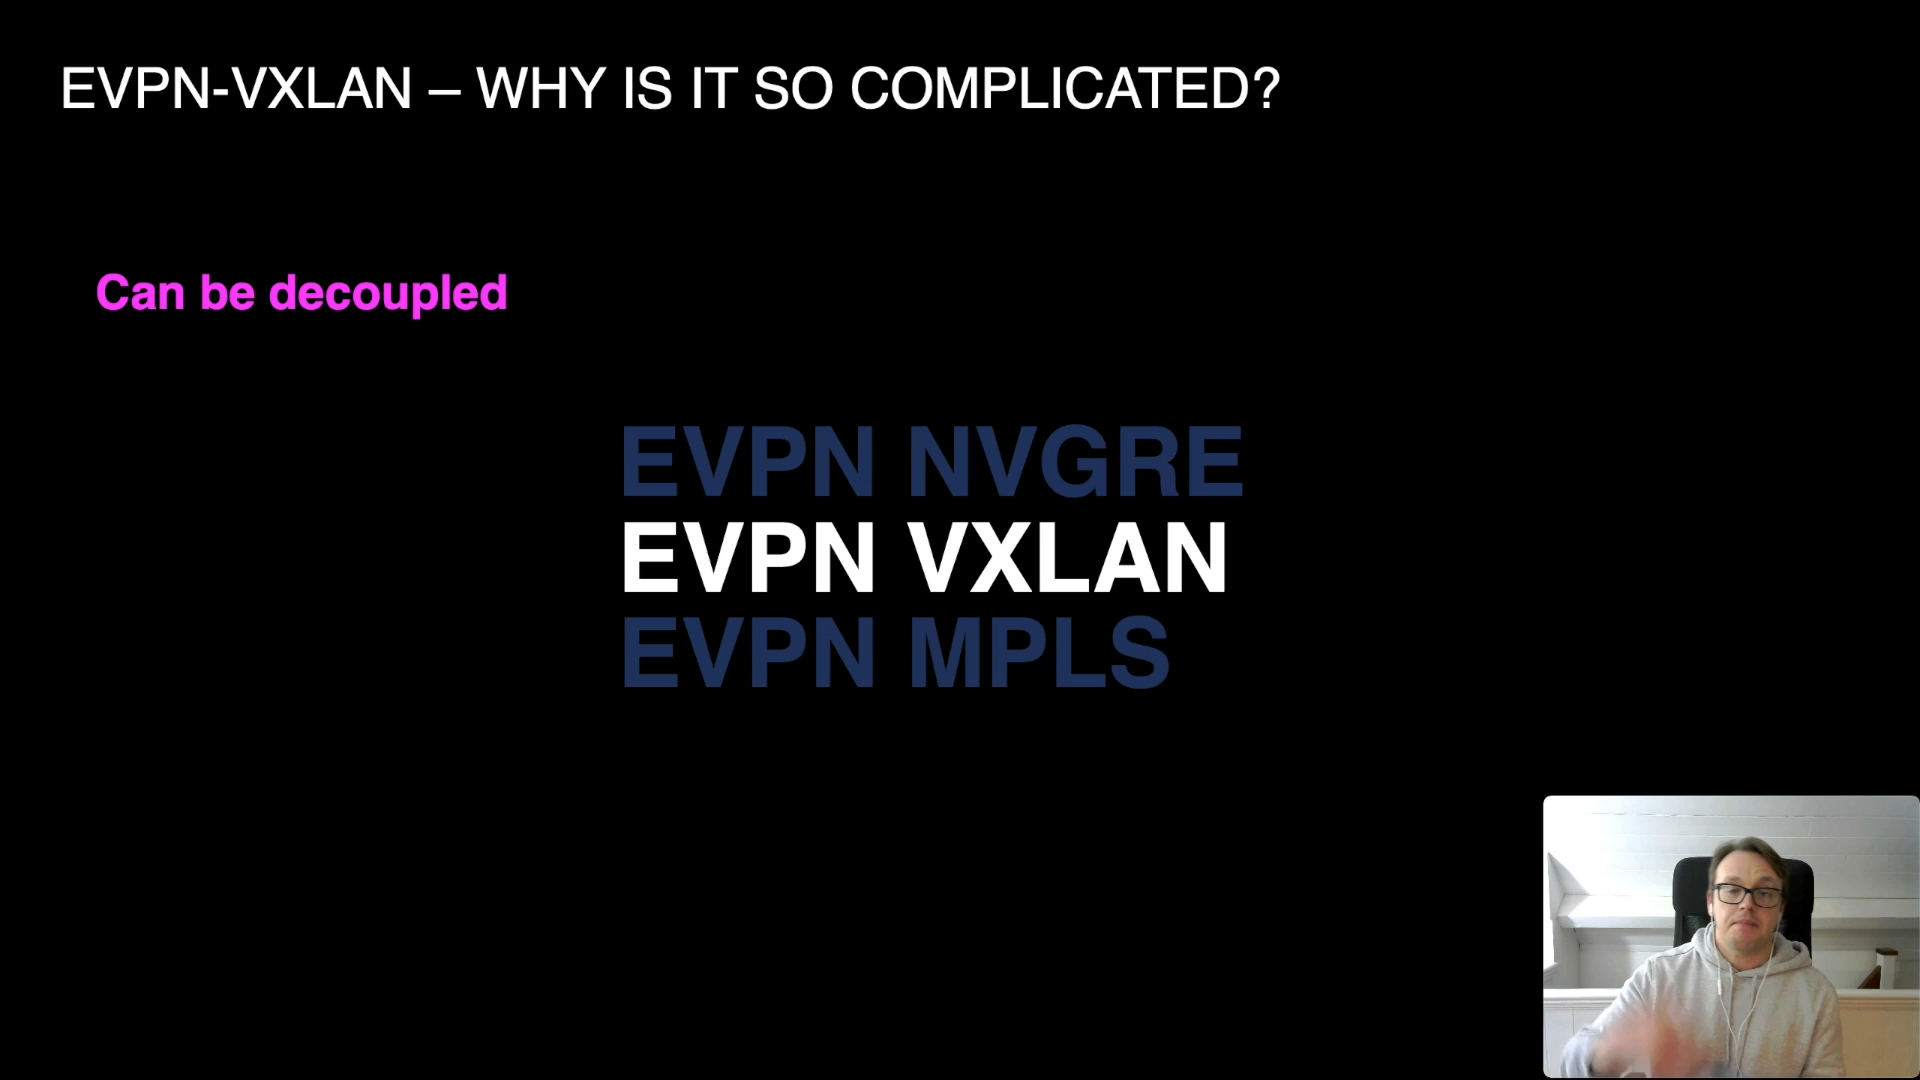 EVPN-VXLAN – WHY IS IT SO COMPLICATED?
Can be decoupled
EVPN NVGRE
EVPN VXLAN
EVPN MPLS